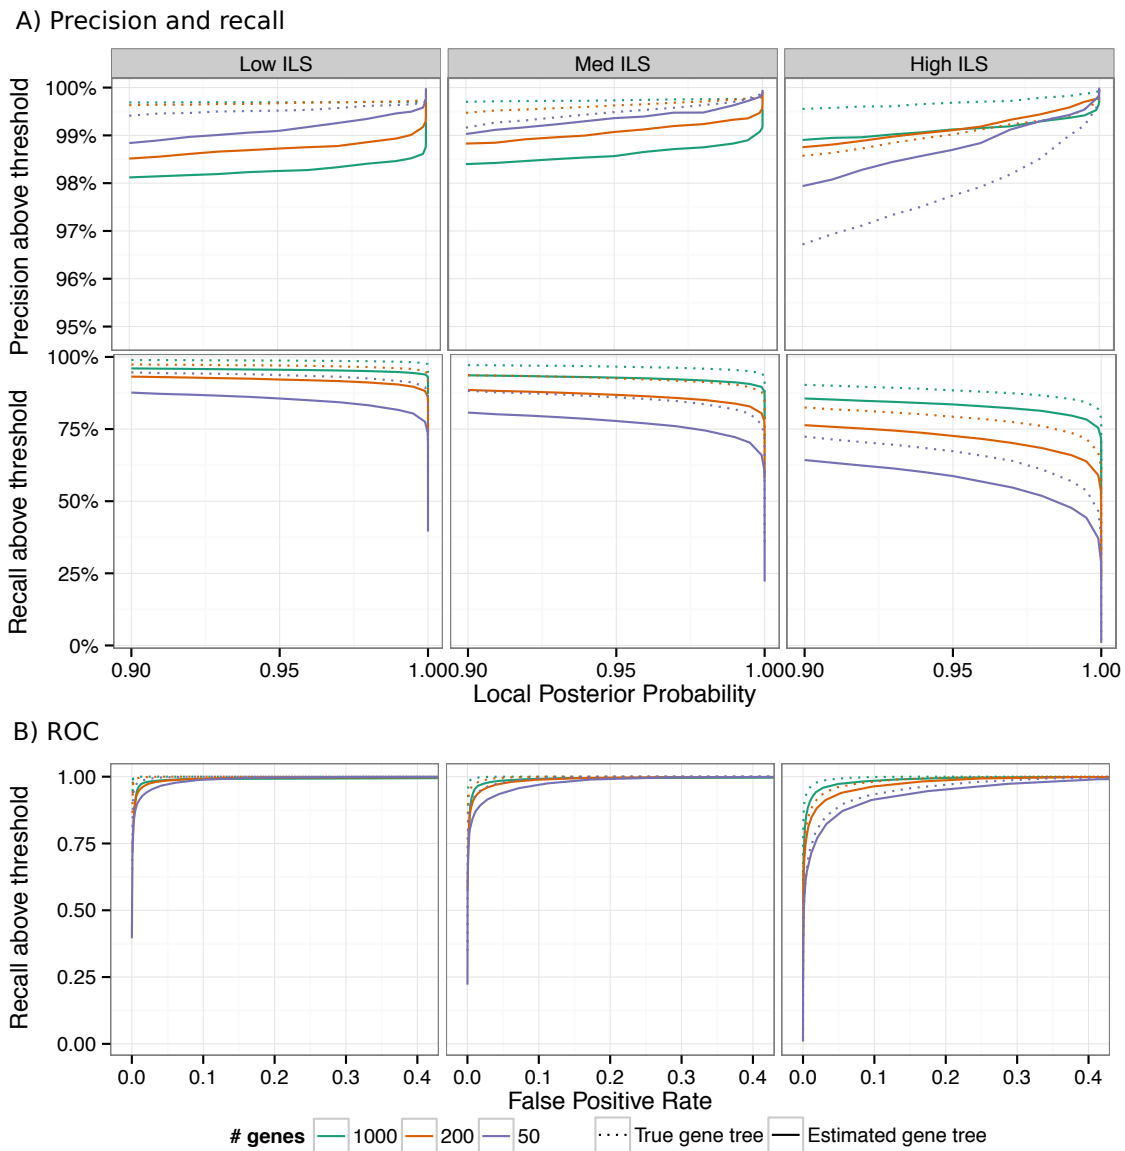 A) Precision and recall
Low ILS Med ILS High ILS
Precision above threshold
100%
99%
98%
97%
96%
95%
Recall above threshold
100%
75%
50%
25%
0%
0.90 0.95 1.00 0.90 0.95 1.00 0.90 0.95 1.00
Local Posterior Probability
B) ROC
Recall above threshold
1.00
0.75
0.50
0.25
0.00
0.0 0.1 0.2 0.3 0.4 0.0 0.1 0.2 0.3 0.4 0.0 0.1 0.2 0.3 0.4
False Positive Rate
# genes 1000 200 50 True gene tree Estimated gene tree